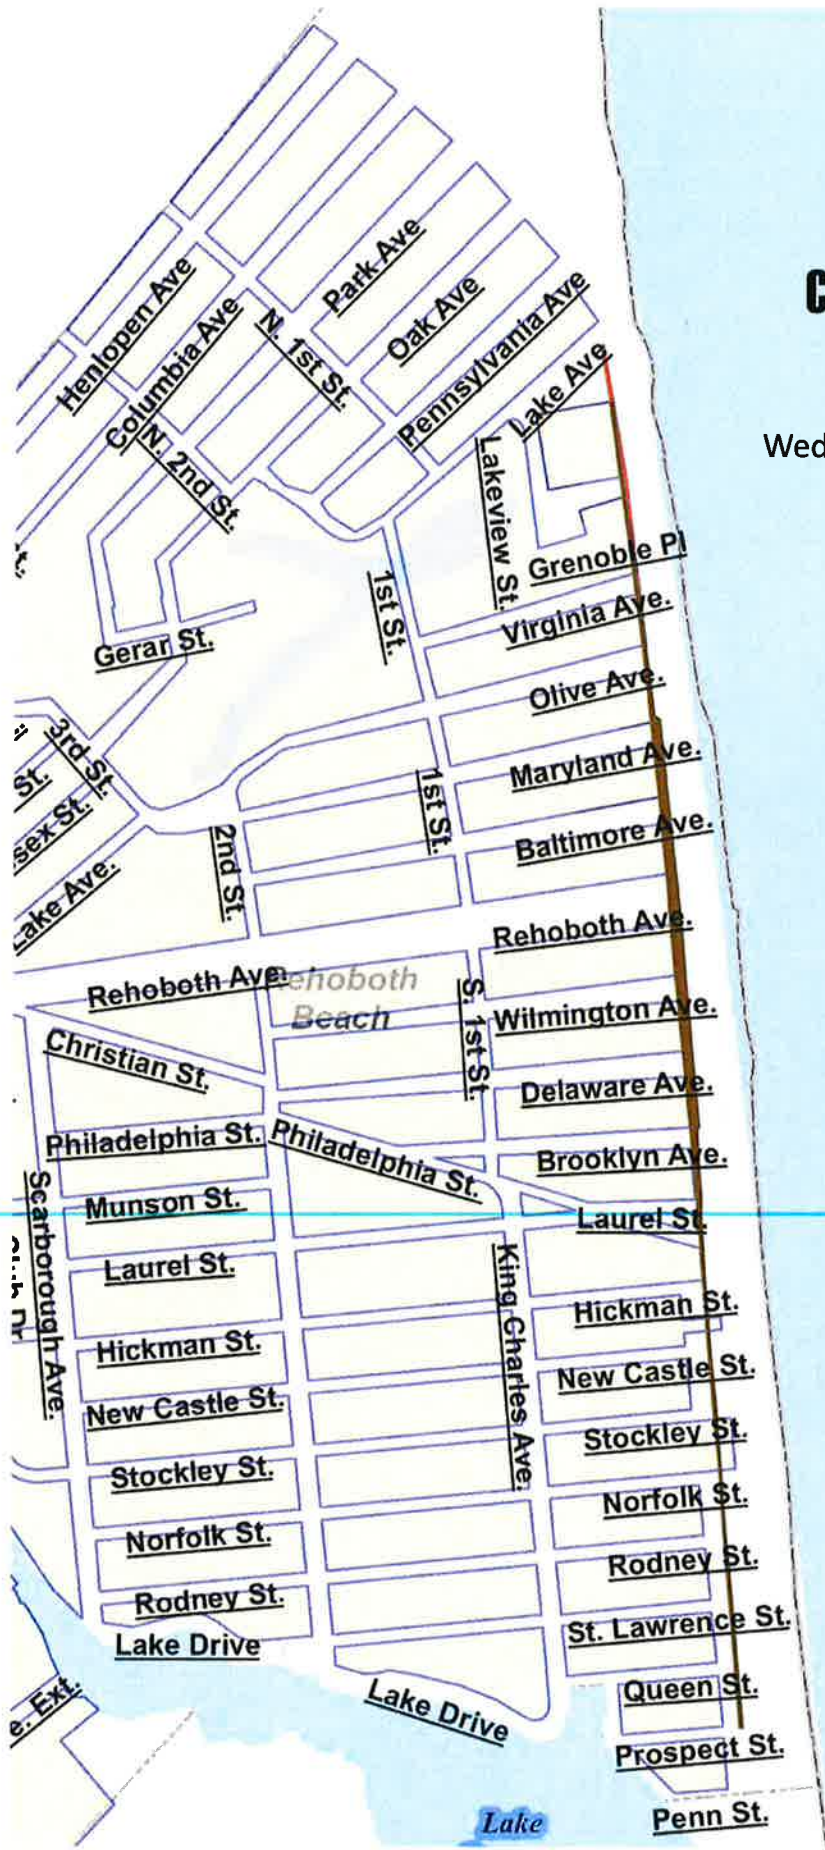 C
Henlopen Ave
Columbia Ave
Park Ave
N. 1st St.
Oak Ave
Pennsylvania Ave
Lake Ave
Wed
N. 2nd St.
Lakeview St.
Grenoble Pl
1st St.
Virginia Ave.
Gerar St.
Olive Ave.
3rd St.
St.
Maryland Ave.
1st St.
sex St.
Baltimore Ave.
2nd St.
Lake Ave.
Rehoboth Ave.
Rehoboth Ave.
Rehoboth
Beach
S. 1st St.
Wilmington Ave.
Christian St.
Delaware Ave.
Philadelphia St.
Philadelphia St.
Brooklyn Ave.
Scarborough Ave.
Munson St.
Laurel St.
Laurel St.
King Charles Ave.
Hickman St.
Hickman St.
New Castle St.
New Castle St.
Stockley St.
Stockley St.
Norfolk St.
Norfolk St.
Rodney St.
Rodney St.
St. Lawrence St.
Lake Drive
Queen St.
e. Ext.
Lake Drive
Prospect St.
Lake
Penn St.